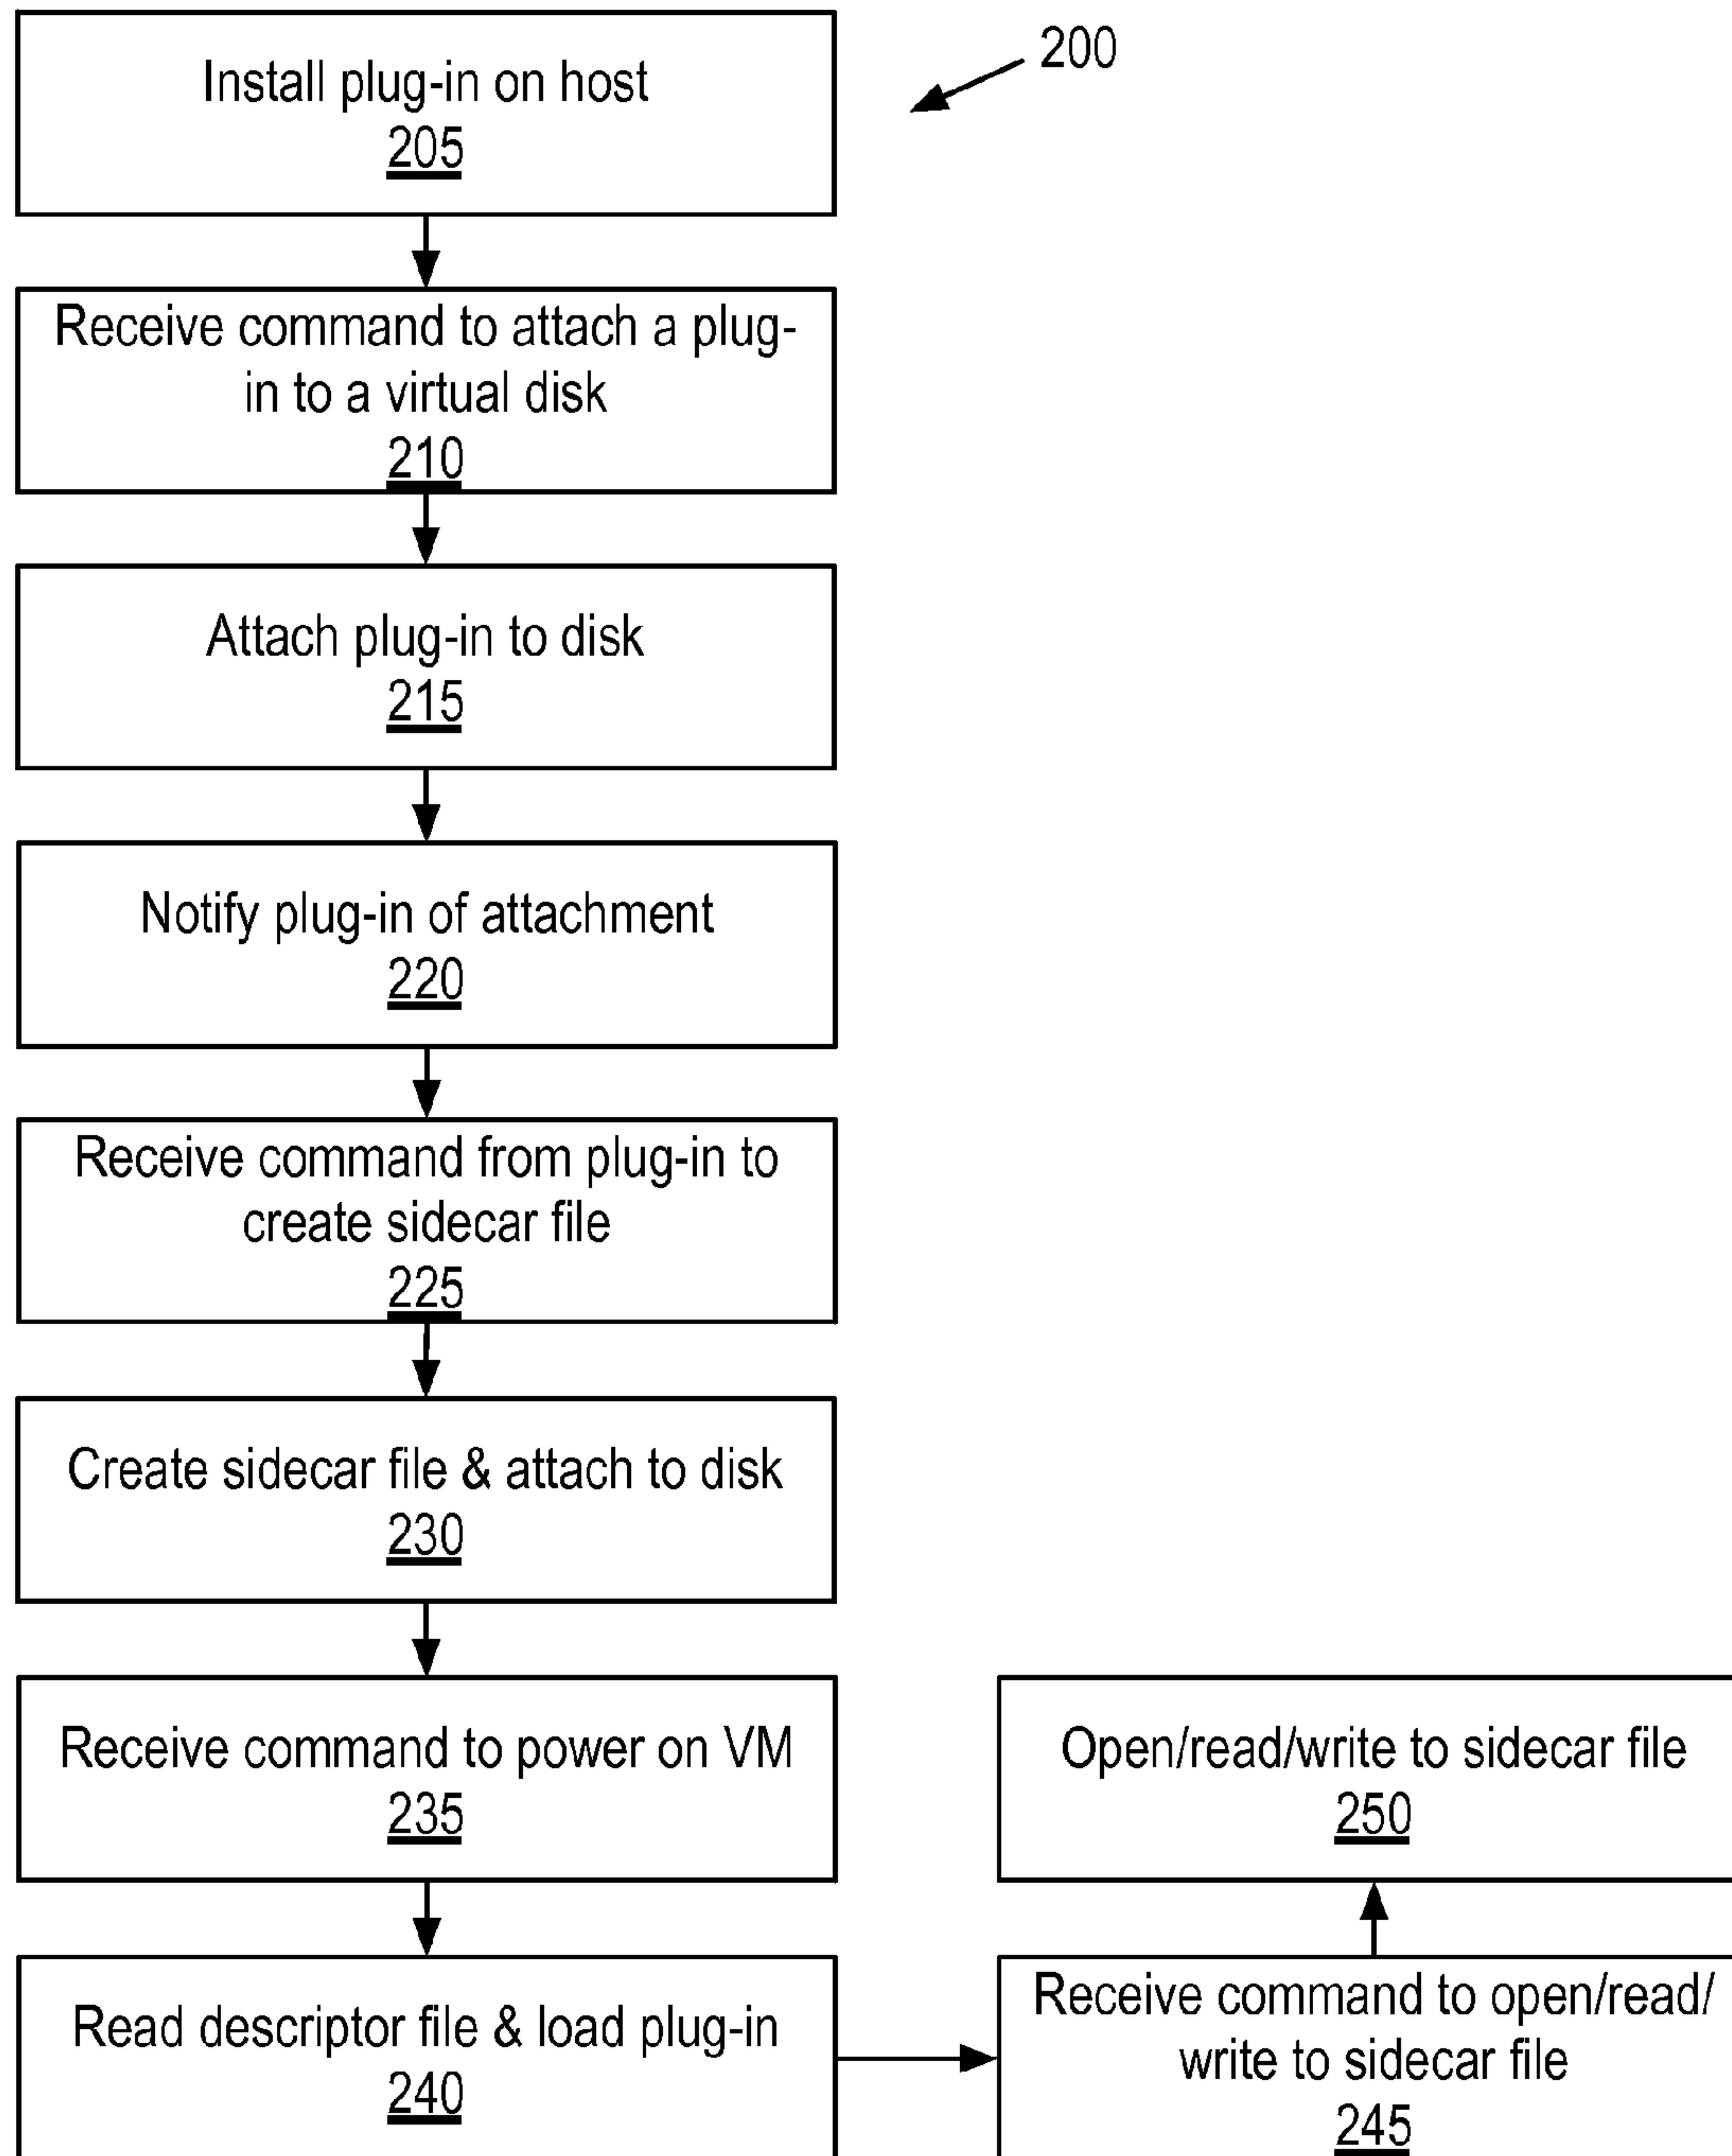 200
Install plug-in on host
205
Receive command to attach a plug-
in to a virtual disk
210
Attach plug-in to disk
215
Notify plug-in of attachment
220
Receive command from plug-in to
create sidecar file
225
Create sidecar file & attach to disk
230
Receive command to power on VM
235
Read descriptor file & load plug-in
240
Receive command to open/read/
write to sidecar file
245
Open/read/write to sidecar file
250